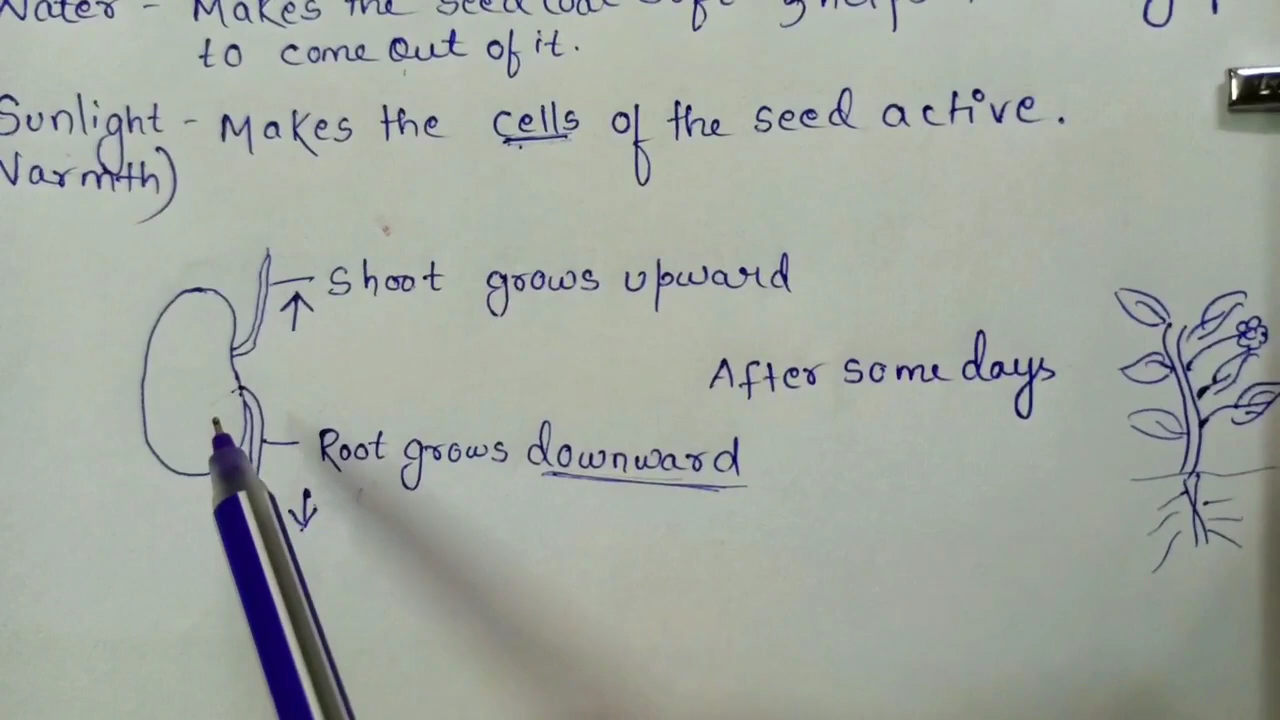 Water - Makes the seed coat soft & helps
to come out of it.
Sunlight - Makes the cells of the seed active.
Warmth)
Shoot grows upward
After some days
Root grows downward